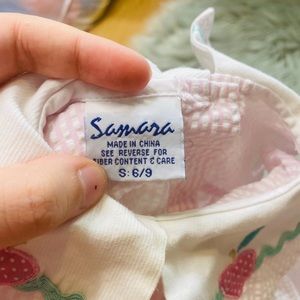 Samara
MADE IN CHINA
SEE REVERSE FOR
FIBER CONTENT & CARE
S: 6/9